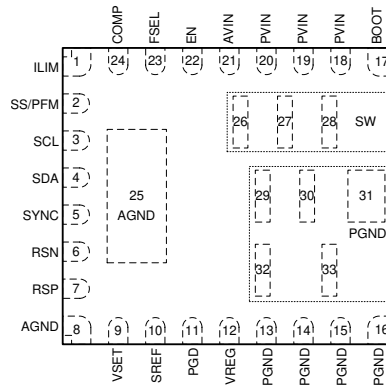 COMP FSEL EN AVIN PVIN PVIN PVIN BOOT
ILIM 1 24 23 22 21 20 19 18 17
SS/PFM 2
26 27 28 SW
SCL 3
SDA 4
25
AGND
29 30 31
SYNC 5
PGND
RSN 6
32 33
RSP 7
AGND 8 9 10 11 12 13 14 15 16
VSET SREF PGD VREG PGND PGND PGND PGND